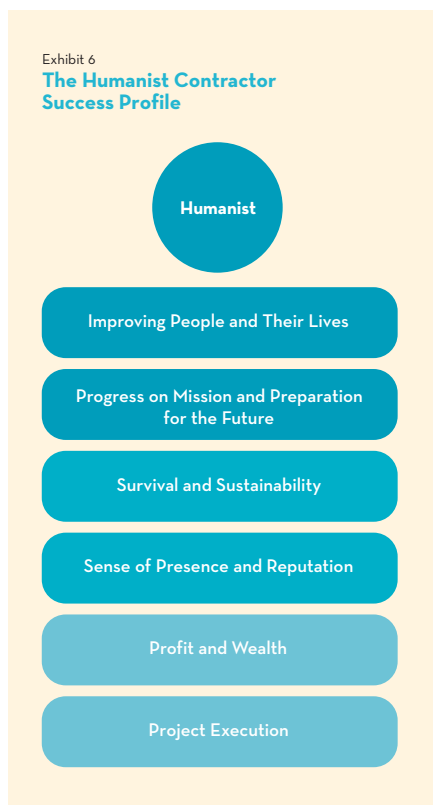 Exhibit 6
The Humanist Contractor
Success Profile
Humanist
Improving People and Their Lives
Progress on Mission and Preparation
for the Future
Survival and Sustainability
Sense of Presence and Reputation
Profit and Wealth
Project Execution